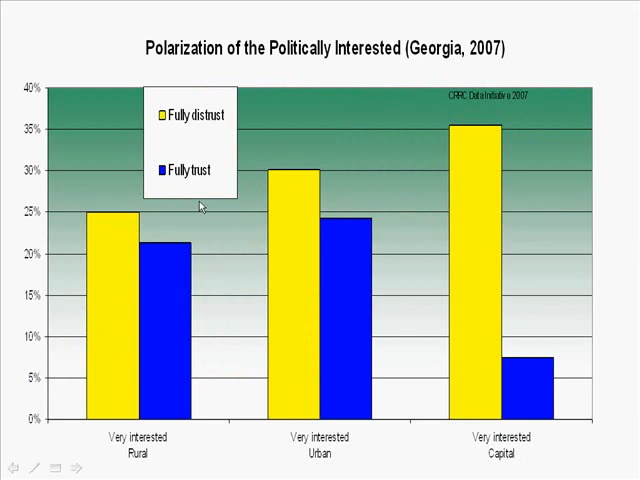 Polarization of the Politically Interested (Georgia, 2007)
40%
CRRC Data Initiative 2007
Fully distrust
35%
Fully trust
30%
25%
20%
15%
10%
5%
0%
Very interested Very interested Very interested
Rural Urban Capital